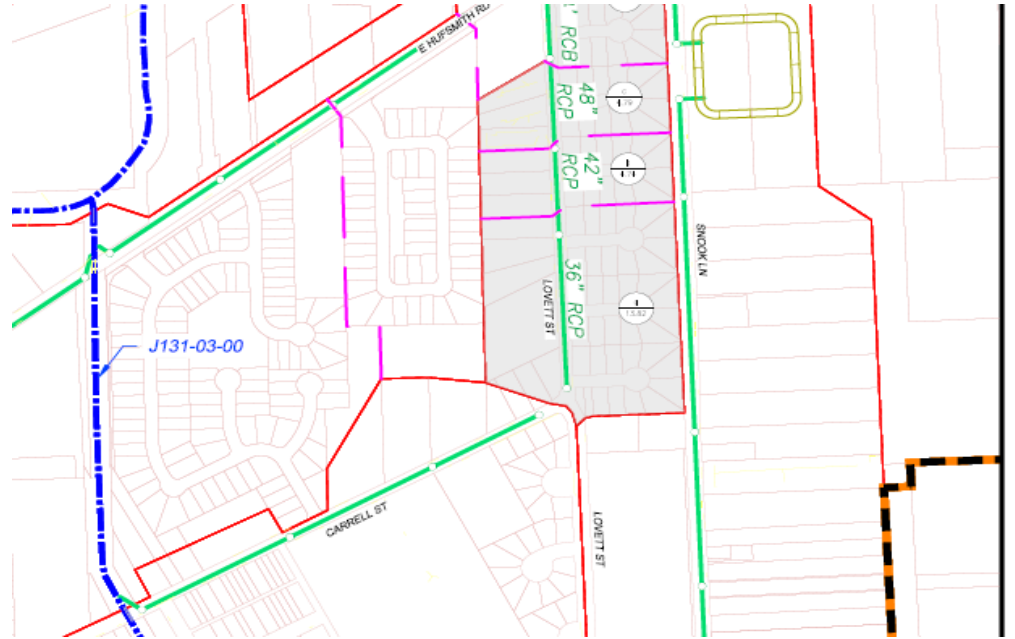 E HUFSMITH RD
' RCB
48"
RCP
42"
RCP
36" RCP
LOVETT ST
SNOOK LN
J131-03-00
CARRELL ST
LOVETT ST